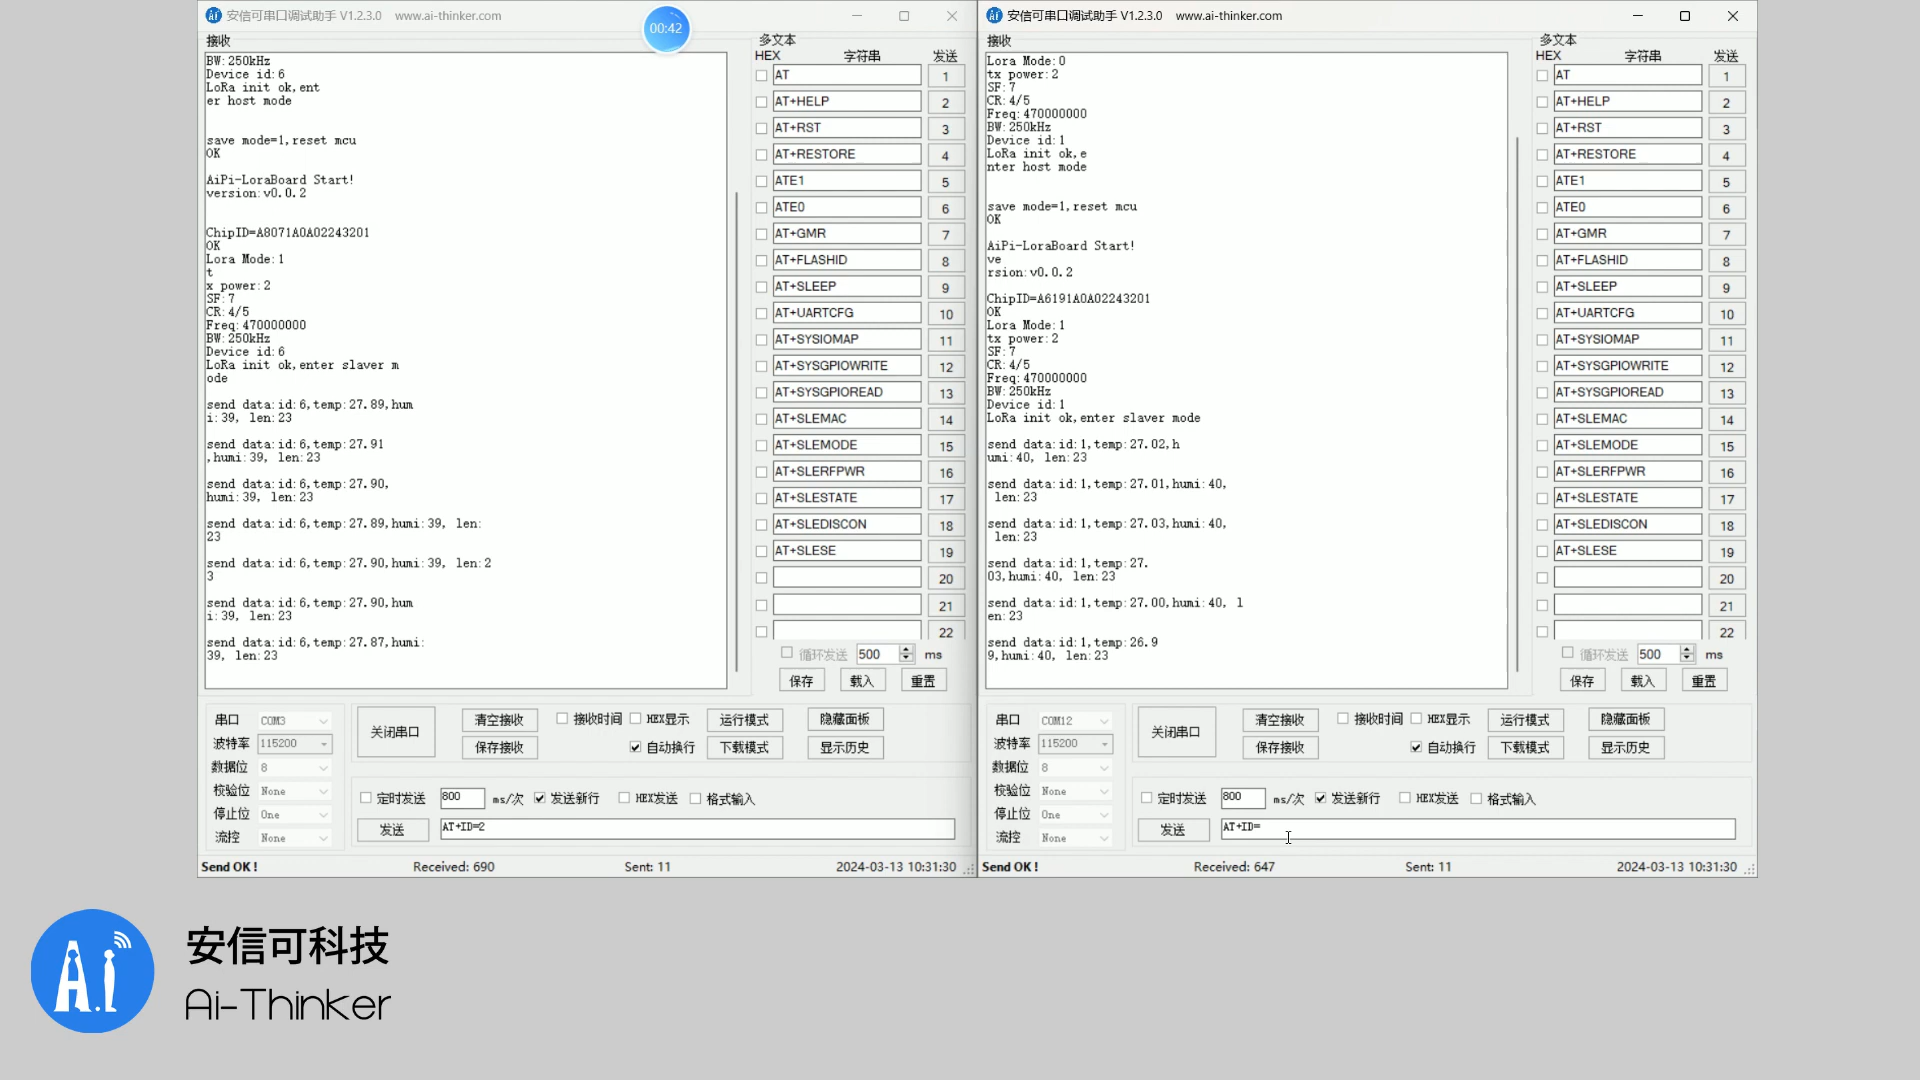 安信可串口调试助手 V1.2.3.0 www.ai-thinker.com
00:42
接收
BW:250kHz
Device id:6
LoRa init ok,ent
er host mode
save mode=1,reset mcu
OK
AiPi-LoraBoard Start!
version:v0.0.2
ChipID=A8071A0A02243201
OK
Lora Mode:1
t
x power:2
SF:7
CR:4/5
Freq:470000000
BW:250kHz
Device id:6
LoRa init ok,enter slaver m
ode
send data:id:6,temp:27.89,hum
i:39, len:23
send data:id:6,temp:27.91
,humi:39, len:23
send data:id:6,temp:27.90,
humi:39, len:23
send data:id:6,temp:27.89,humi:39, len:
23
send data:id:6,temp:27.90,humi:39, len:2
3
send data:id:6,temp:27.90,hum
i:39, len:23
send data:id:6,temp:27.87,humi:
39, len:23
多文本
HEX 字符串 发送
AT 1
AT+HELP 2
AT+RST 3
AT+RESTORE 4
ATE1 5
ATE0 6
AT+GMR 7
AT+FLASHID 8
AT+SLEEP 9
AT+UARTCFG 10
AT+SYSIOMAP 11
AT+SYSGPIOWRITE 12
AT+SYSGPIOREAD 13
AT+SLEMAC 14
AT+SLEMODE 15
AT+SLERFPWR 16
AT+SLESTATE 17
AT+SLEDISCON 18
AT+SLESE 19
20
21
22
循环发送 500 ms
保存 载入 重置
串口 COM3
波特率 115200
数据位 8
校验位 None
停止位 One
流控 None
关闭串口
清空接收 接收时间 HEX显示 运行模式 隐藏面板
保存接收 自动换行 下载模式 显示历史
定时发送 800 ms/次 发送新行 HEX发送 格式输入
发送 AT+ID=2
Send OK! Received: 690 Sent: 11 2024-03-13 10:31:30
安信可串口调试助手 V1.2.3.0 www.ai-thinker.com
接收
Lora Mode:0
tx power:2
SF:7
CR:4/5
Freq:470000000
BW:250kHz
Device id:1
LoRa init ok,e
nter host mode
save mode=1,reset mcu
OK
AiPi-LoraBoard Start!
ve
rsion:v0.0.2
ChipID=A6191A0A02243201
OK
Lora Mode:1
tx power:2
SF:7
CR:4/5
Freq:470000000
BW:250kHz
Device id:1
LoRa init ok,enter slaver mode
send data:id:1,temp:27.02,h
umi:40, len:23
send data:id:1,temp:27.01,humi:40,
len:23
send data:id:1,temp:27.03,humi:40,
len:23
send data:id:1,temp:27.
03,humi:40, len:23
send data:id:1,temp:27.00,humi:40, l
en:23
send data:id:1,temp:26.9
9,humi:40, len:23
多文本
HEX 字符串 发送
AT 1
AT+HELP 2
AT+RST 3
AT+RESTORE 4
ATE1 5
ATE0 6
AT+GMR 7
AT+FLASHID 8
AT+SLEEP 9
AT+UARTCFG 10
AT+SYSIOMAP 11
AT+SYSGPIOWRITE 12
AT+SYSGPIOREAD 13
AT+SLEMAC 14
AT+SLEMODE 15
AT+SLERFPWR 16
AT+SLESTATE 17
AT+SLEDISCON 18
AT+SLESE 19
20
21
22
循环发送 500 ms
保存 载入 重置
串口 COM12
波特率 115200
数据位 8
校验位 None
停止位 One
流控 None
关闭串口
清空接收 接收时间 HEX显示 运行模式 隐藏面板
保存接收 自动换行 下载模式 显示历史
定时发送 800 ms/次 发送新行 HEX发送 格式输入
发送 AT+ID=
Send OK! Received: 647 Sent: 11 2024-03-13 10:31:30
Ai
安信可科技
Ai-Thinker